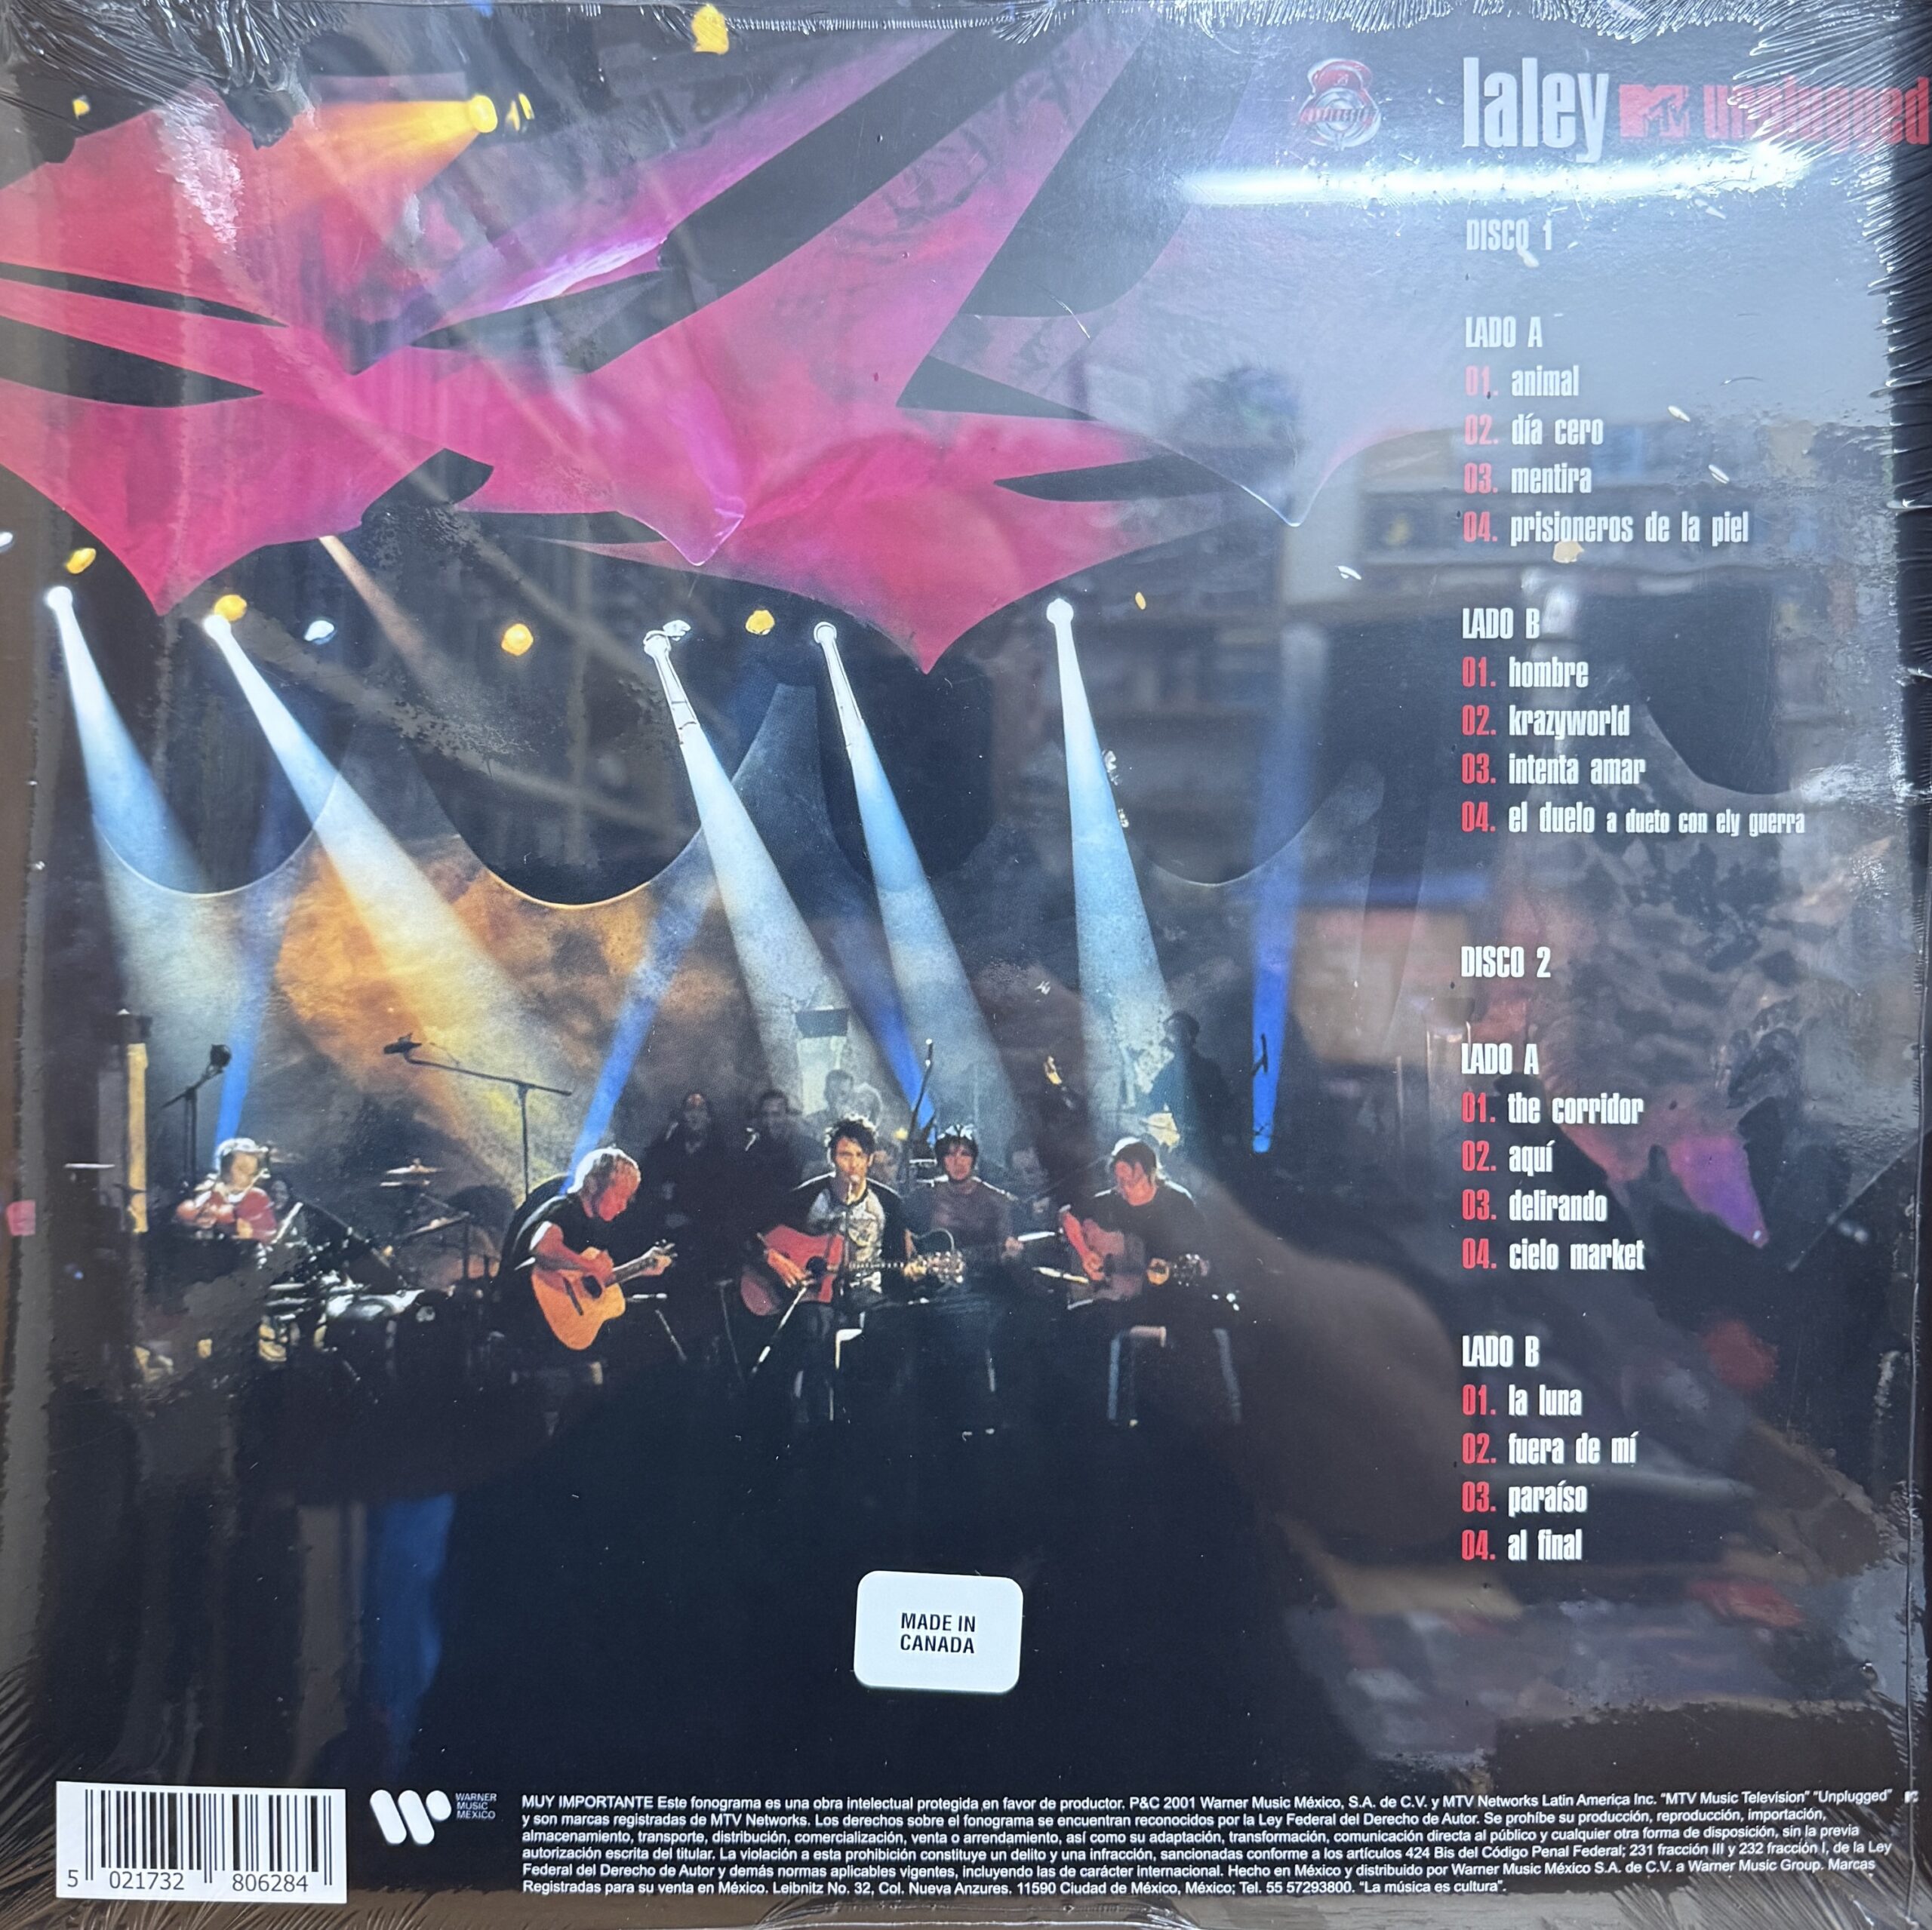 laley MTV unplugged
DISCO 1
LADO A
01. animal
02. día cero
03. mentira
04. prisioneros de la piel
LADO B
01. hombre
02. krazyworld
03. intenta amar
04. el duelo a dueto con ely guerra
DISCO 2
LADO A
01. the corridor
02. aquí
03. delirando
04. cielo market
LADO B
01. la luna
02. fuera de mí
03. paraíso
04. al final
MADE IN
CANADA
5 021732 806284
WARNER
MUSIC
MÉXICO
MUY IMPORTANTE Este fonograma es una obra intelectual protegida en favor de productor. P&C 2001 Warner Music México, S.A. de C.V. y MTV Networks Latin America Inc. "MTV Music Television" "Unplugged"
y son marcas registradas de MTV Networks. Los derechos sobre el fonograma se encuentran reconocidos por la Ley Federal del Derecho de Autor. Se prohíbe su producción, reproducción, importación,
almacenamiento, transporte, distribución, comercialización, venta o arrendamiento, así como su adaptación, transformación, comunicación directa al público y cualquier otra forma de disposición, sin la previa
autorización escrita del titular. La violación a esta prohibición constituye un delito y una infracción, sancionadas conforme a los artículos 424 Bis del Código Penal Federal; 231 fracción III y 232 fracción I, de la Ley
Federal del Derecho de Autor y demás normas aplicables vigentes, incluyendo las de carácter internacional. Hecho en México y distribuido por Warner Music México S.A. de C.V. a Warner Music Group. Marcas
Registradas para su venta en México. Leibnitz No. 32, Col. Nueva Anzures. 11590 Ciudad de México, México; Tel. 55 57293800. "La música es cultura".